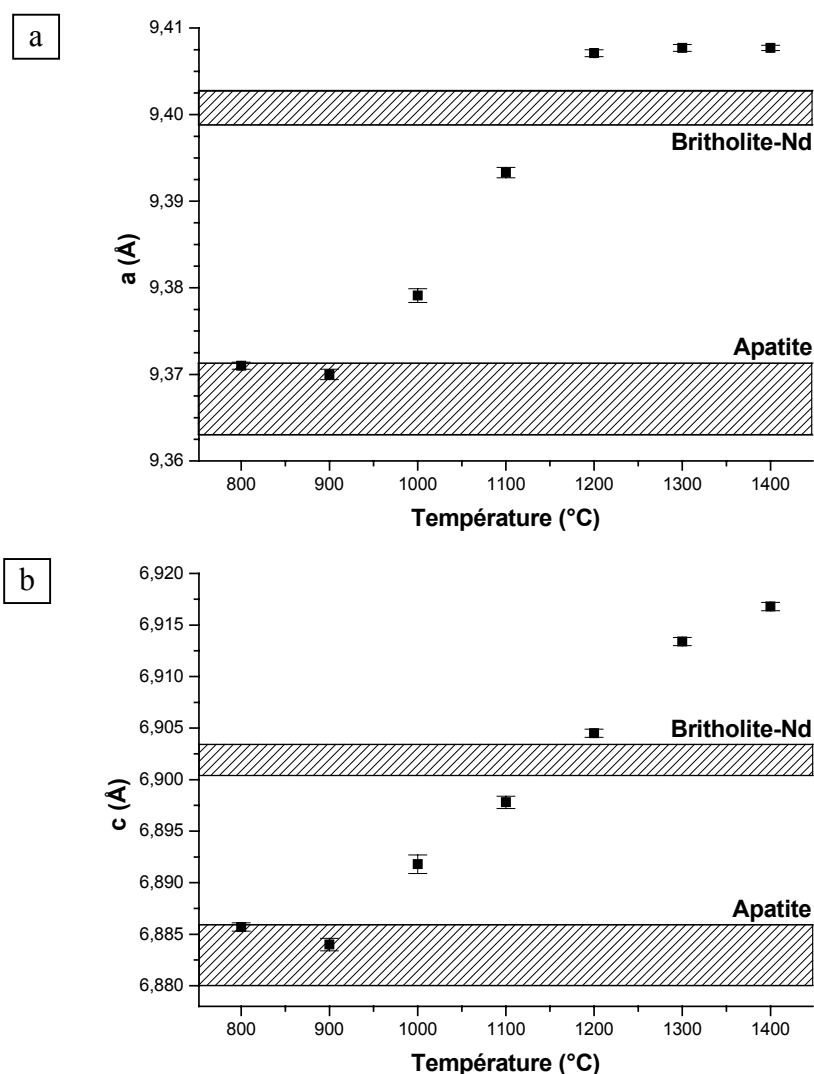 a
9,41
9,40
9,39
9,38
9,37
9,36
a (Å)
Britholite-Nd
Apatite
800 900 1000 1100 1200 1300 1400
Température (°C)
b
6,920
6,915
6,910
6,905
6,900
6,895
6,890
6,885
6,880
c (Å)
Britholite-Nd
Apatite
800 900 1000 1100 1200 1300 1400
Température (°C)